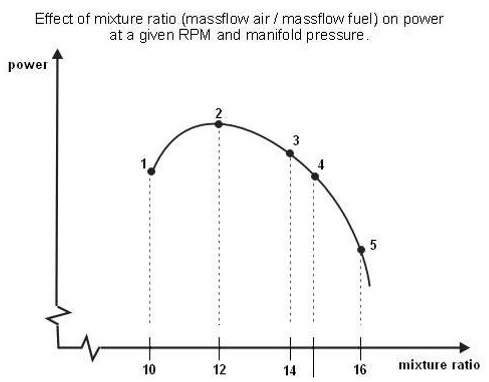 Effect of mixture ratio (massflow air / massflow fuel) on power
at a given RPM and manifold pressure.
power
2
3
1
4
5
10
12
14
16
mixture ratio